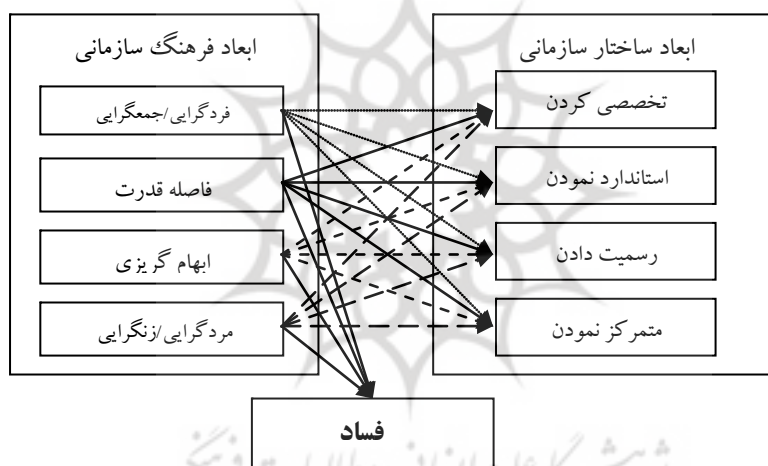 ابعاد ساختار سازمانی
تخصصی کردن
استاندارد نمودن
رسمیت دادن
متمرکز نمودن
ابعاد فرهنگ سازمانی
فردگرایی/جمعگرایی
فاصله قدرت
ابهام گریزی
مردگرایی/زنگرایی
فساد